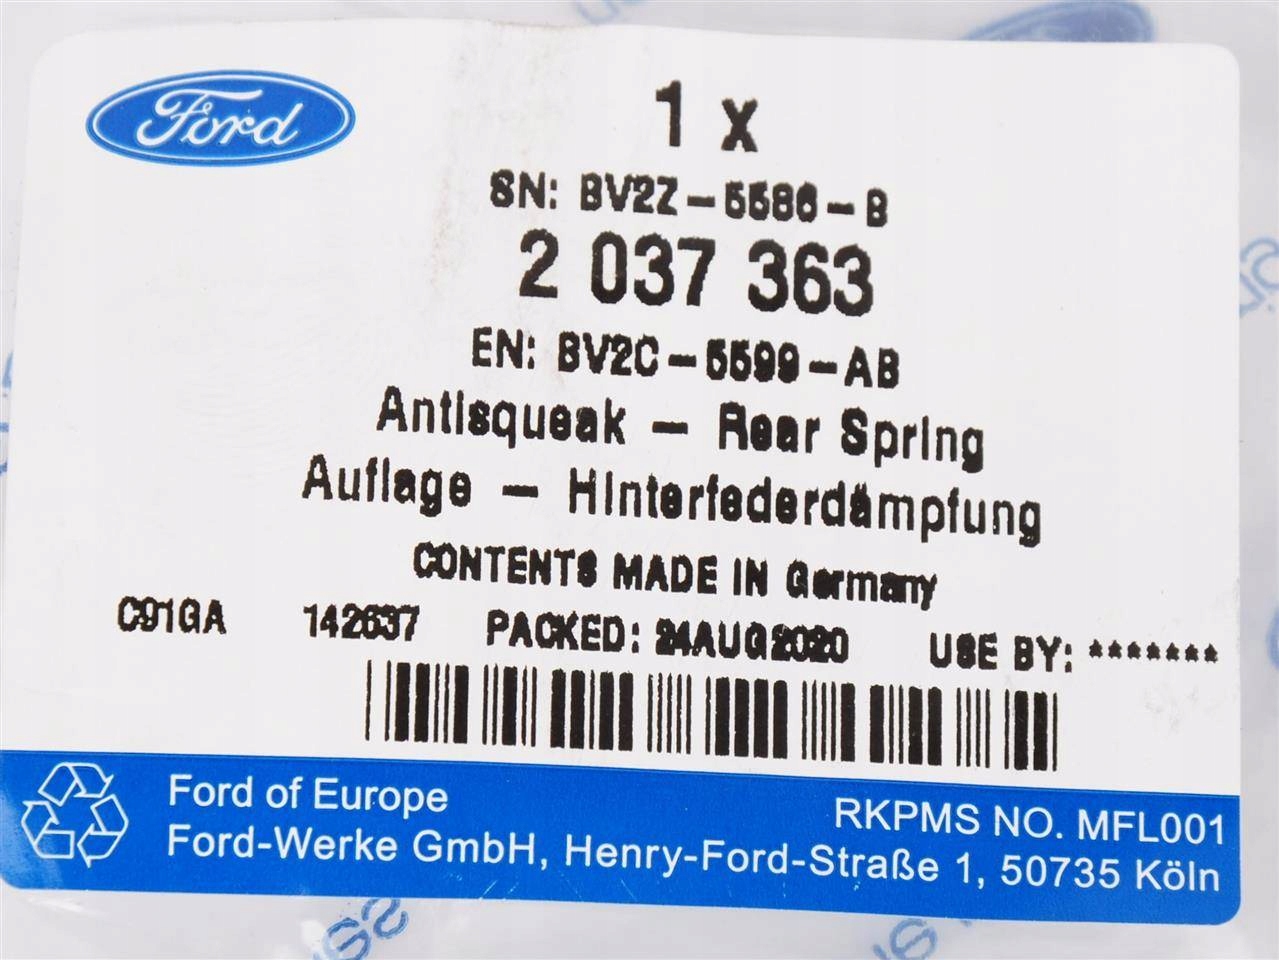 Ford
1 x
SN: BV2Z-5586-B
2 037 363
EN: BV2C-5599-AB
Antisqueak - Rear Spring
Auflage - Hinterfederdämpfung
CONTENTS MADE IN Germany
C91GA 142637 PACKED: 24AUG2020 USE BY: *******
Ford of Europe
RKPMS NO. MFL001
Ford-Werke GmbH, Henry-Ford-Straße 1, 50735 Köln